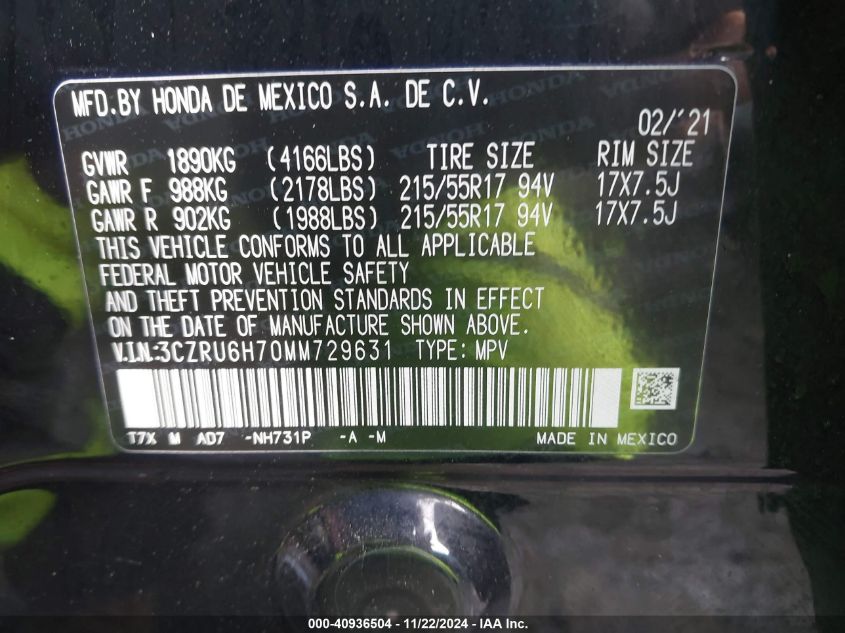 MFD.BY HONDA DE MEXICO S.A. DE C.V.
02/'21
GVWR 1890KG (4166LBS) TIRE SIZE RIM SIZE
GAWR F 988KG (2178LBS) 215/55R17 94V 17X7.5J
GAWR R 902KG (1988LBS) 215/55R17 94V 17X7.5J
THIS VEHICLE CONFORMS TO ALL APPLICABLE
FEDERAL MOTOR VEHICLE SAFETY
AND THEFT PREVENTION STANDARDS IN EFFECT
ON THE DATE OF MANUFACTURE SHOWN ABOVE.
V.I.N:3CZRU6H70MM729631 TYPE: MPV
T7X M AD7 -NH731P -A -M MADE IN MEXICO
000-40936504 - 11/22/2024 - IAA Inc.